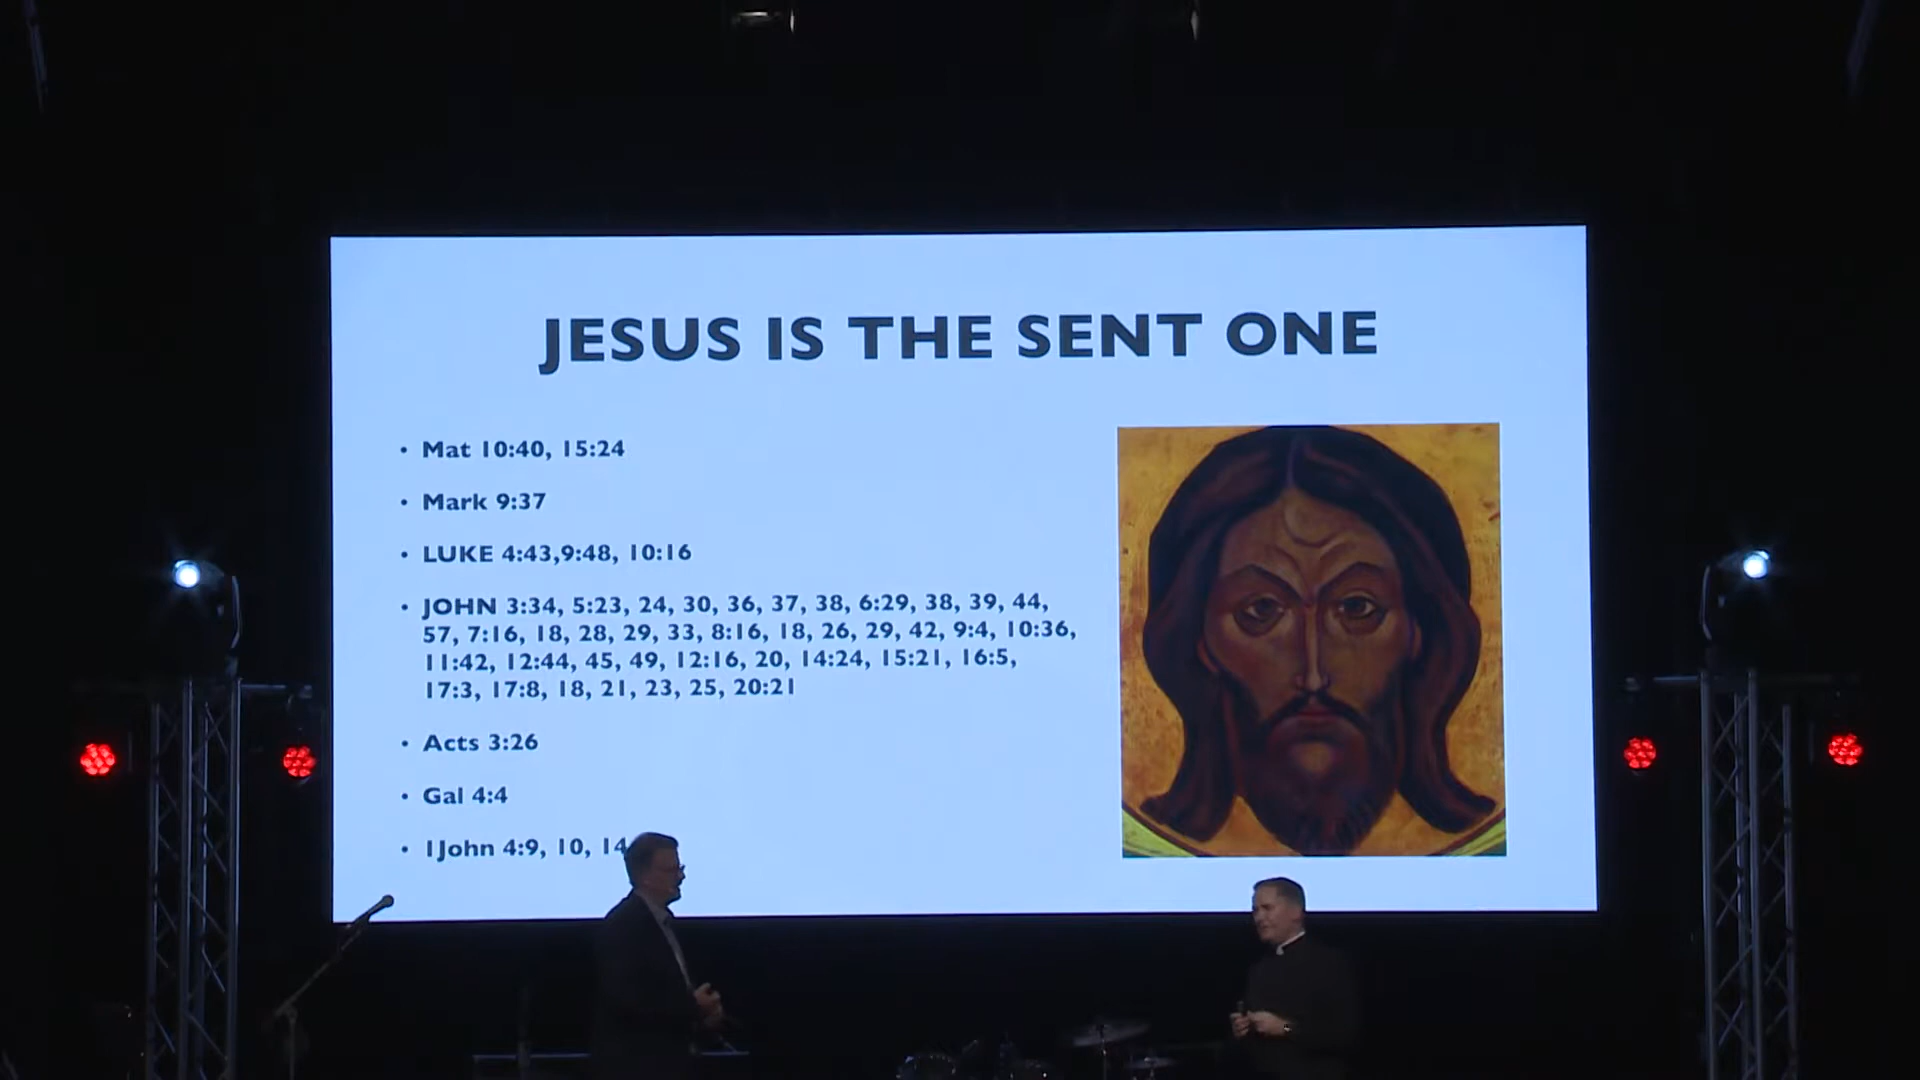 JESUS IS THE SENT ONE
• Mat 10:40, 15:24
• Mark 9:37
• LUKE 4:43,9:48, 10:16
• JOHN 3:34, 5:23, 24, 30, 36, 37, 38, 6:29, 38, 39, 44,
57, 7:16, 18, 28, 29, 33, 8:16, 18, 26, 29, 42, 9:4, 10:36,
11:42, 12:44, 45, 49, 12:16, 20, 14:24, 15:21, 16:5,
17:3, 17:8, 18, 21, 23, 25, 20:21
• Acts 3:26
• Gal 4:4
• 1John 4:9, 10, 14